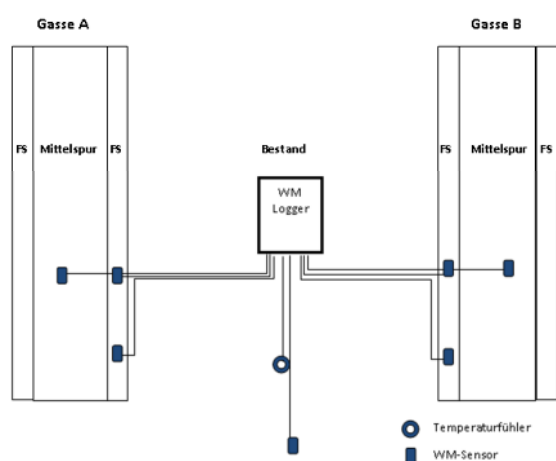 Gasse A
Gasse B
FS Mittelspur FS
Bestand
FS Mittelspur FS
WM
Logger
Temperaturfühler
WM-Sensor